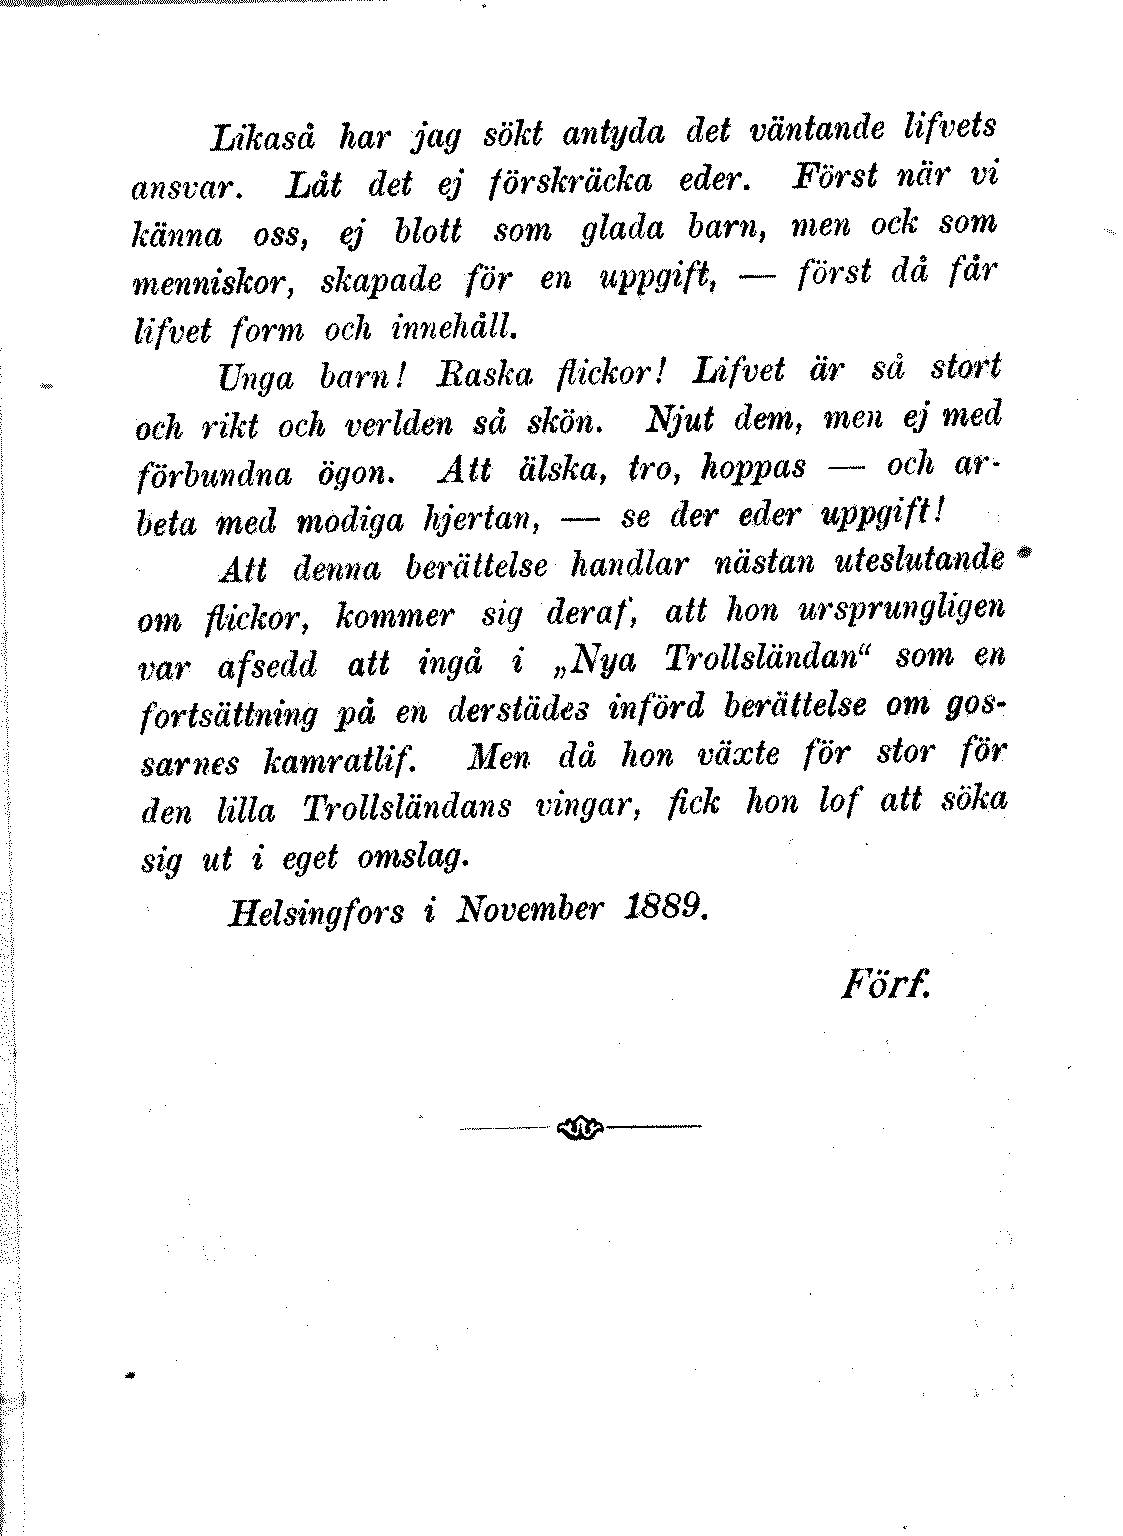 Likaså har jag sökt antyda det väntande lifvets
ansvar. Låt det ej förskräcka eder. Först när vi
känna oss, ej blott som glada barn, men ock som
menniskor, skapade för en uppgift, — först då får
lifvet form och innehåll.
Unga barn! Raska flickor! Lifvet är så stort
och rikt och verlden så skön. Njut dem, men ej med
förbundna ögon. Att älska, tro, hoppas — och ar-
beta med modiga hjertan, — se der eder uppgift!
Att denna berättelse handlar nästan uteslutande
om flickor, kommer sig deraf, att hon ursprungligen
var afsedd att ingå i „Nya Trollsländan“ som en
fortsättning på en derstädes införd berättelse om gos-
sarnes kamratlif. Men då hon växte för stor för
den lilla Trollsländans vingar, fick hon lof att söka
sig ut i eget omslag.
Helsingfors i November 1889.
Förf.